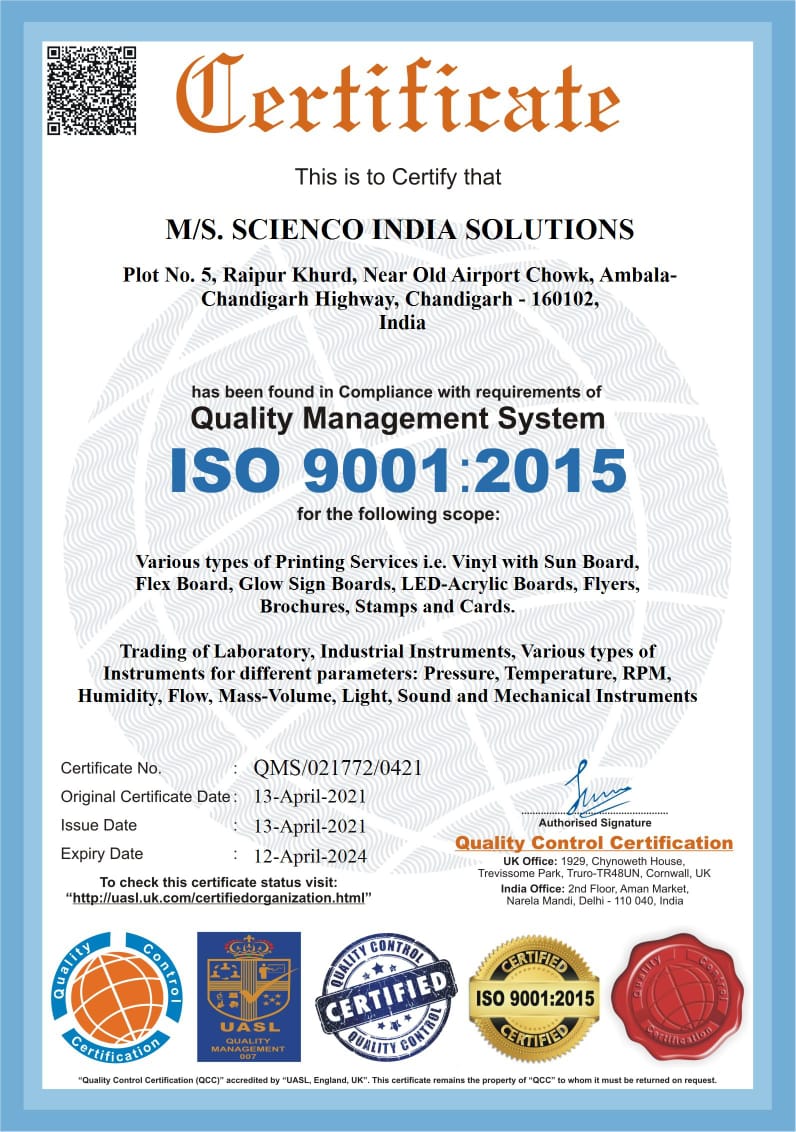 Certificate
This is to Certify that
M/S. SCIENCO INDIA SOLUTIONS
Plot No. 5, Raipur Khurd, Near Old Airport Chowk, Ambala-
Chandigarh Highway, Chandigarh - 160102,
India
has been found in Compliance with requirements of
Quality Management System
ISO 9001:2015
for the following scope:
Various types of Printing Services i.e. Vinyl with Sun Board,
Flex Board, Glow Sign Boards, LED-Acrylic Boards, Flyers,
Brochures, Stamps and Cards.
Trading of Laboratory, Industrial Instruments, Various types of
Instruments for different parameters: Pressure, Temperature, RPM,
Humidity, Flow, Mass-Volume, Light, Sound and Mechanical Instruments
Certificate No. : QMS/021772/0421
Original Certificate Date : 13-April-2021
Issue Date : 13-April-2021
Expiry Date : 12-April-2024
To check this certificate status visit:
“http://uasl.uk.com/certifiedorganization.html”
Authorised Signature
Quality Control Certification
UK Office: 1929, Chynoweth House,
Trevissome Park, Truro-TR48UN, Cornwall, UK
India Office: 2nd Floor, Aman Market,
Narela Mandi, Delhi - 110 040, India
Quality Control
Certification
UASL
QUALITY
MANAGEMENT
007
QUALITY CONTROL
CERTIFIED
QUALITY CONTROL
CERTIFIED
ISO 9001:2015
CERTIFIED
Quality Control
Certification
“Quality Control Certification (QCC)” accredited by “UASL, England, UK”. This certificate remains the property of “QCC” to whom it must be returned on request.